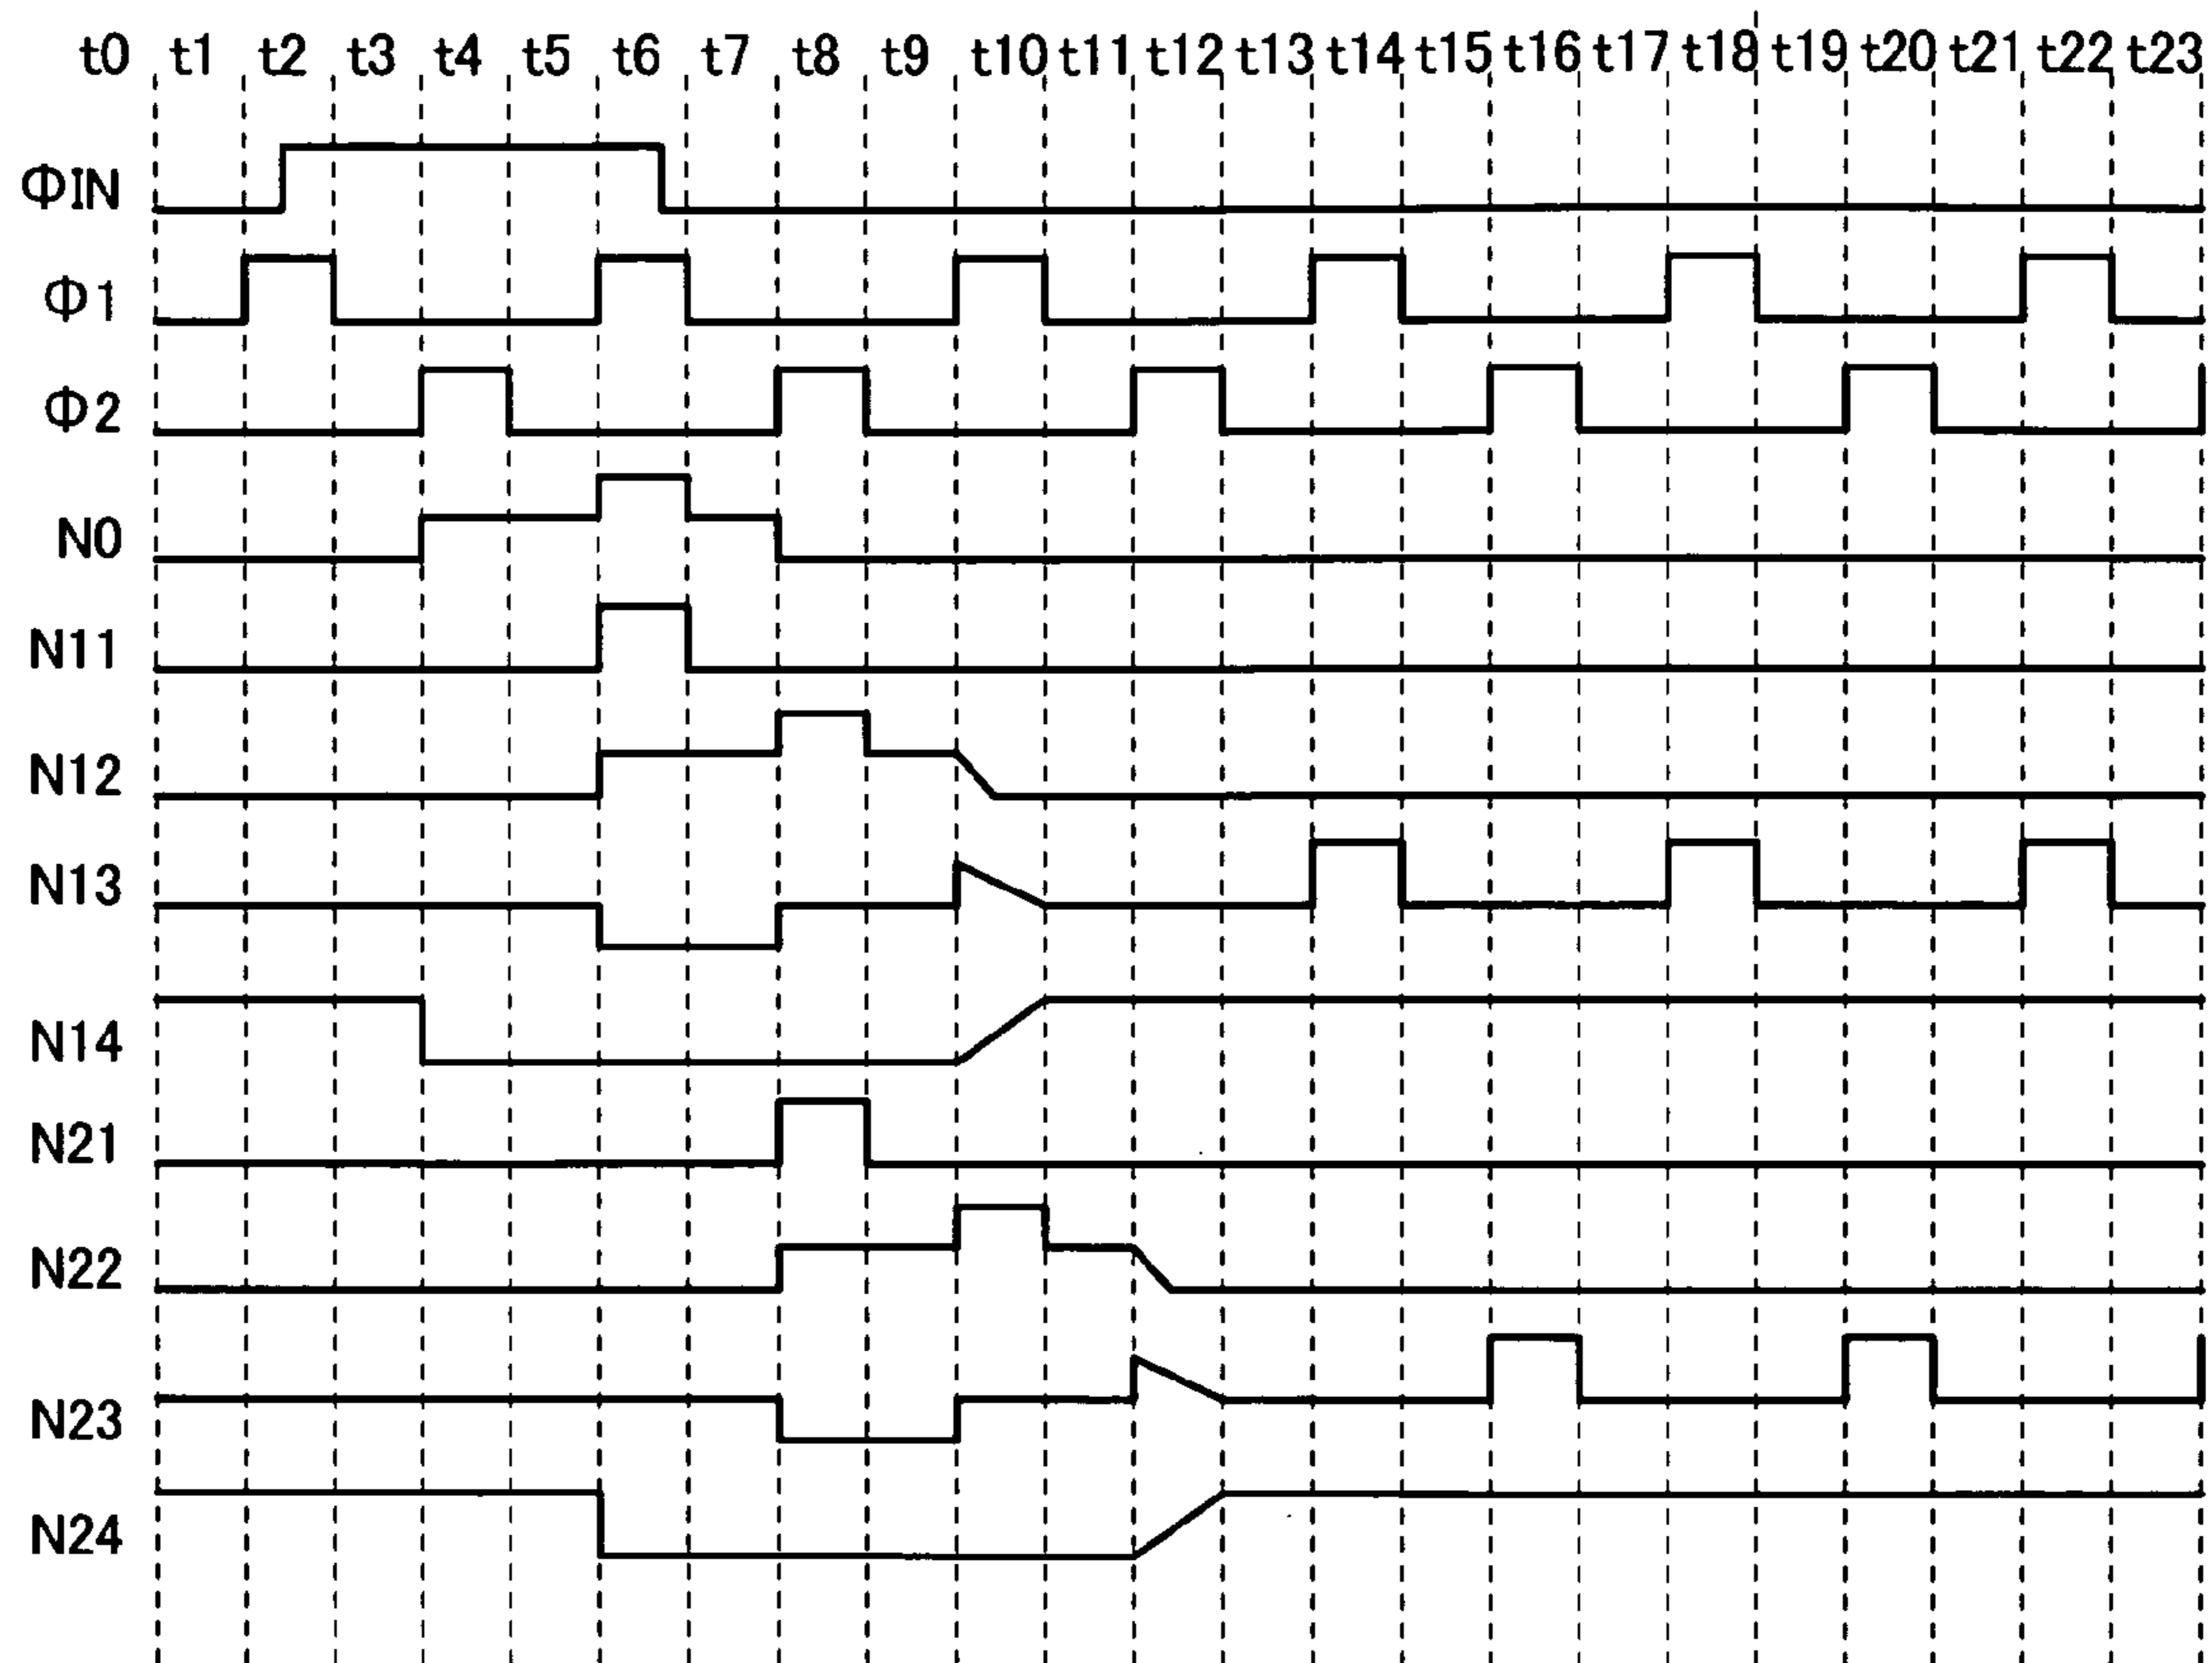 t0 t1 t2 t3 t4 t5 t6 t7 t8 t9 t10 t11 t12 t13 t14 t15 t16 t17 t18 t19 t20 t21 t22 t23
ΦIN
Φ1
Φ2
N0
N11
N12
N13
N14
N21
N22
N23
N24